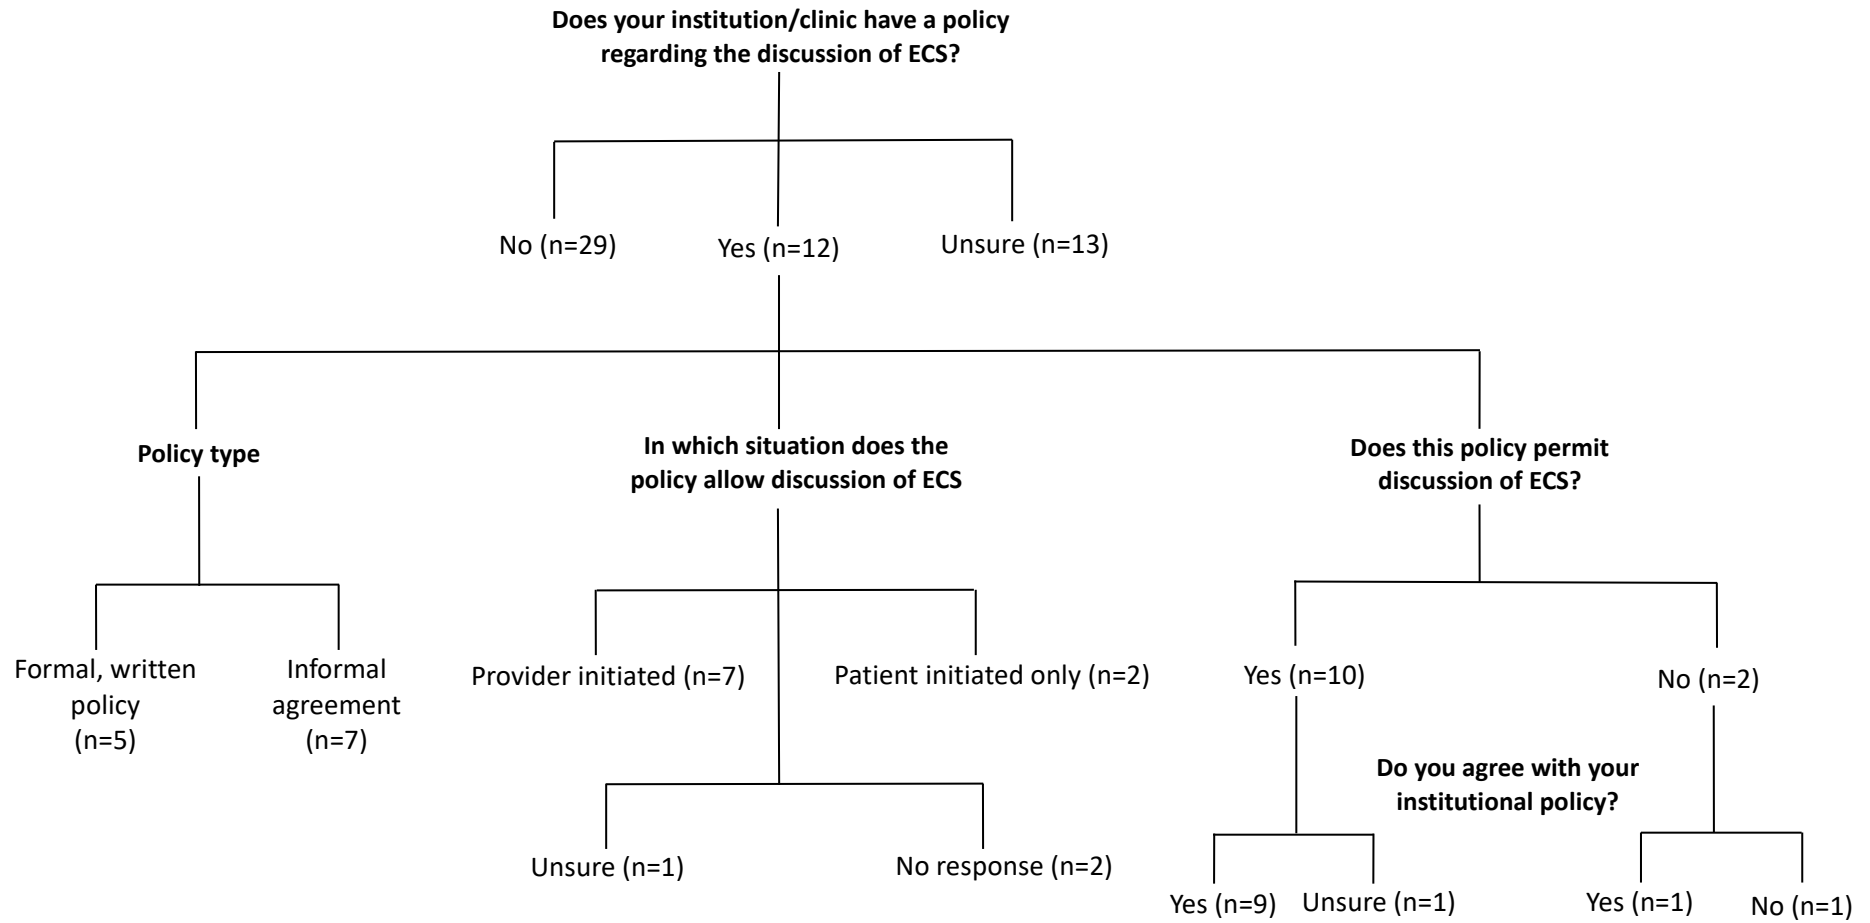 Does your institution/clinic have a policy
regarding the discussion of ECS?
No (n=29)
Yes (n=12)
Unsure (n=13)
Policy type
In which situation does the
policy allow discussion of ECS
Does this policy permit
discussion of ECS?
Formal, written
policy
(n=5)
Informal
agreement
(n=7)
Provider initiated (n=7)
Patient initiated only (n=2)
Unsure (n=1)
No response (n=2)
Yes (n=10)
No (n=2)
Do you agree with your
institutional policy?
Yes (n=9)
Unsure (n=1)
Yes (n=1)
No (n=1)